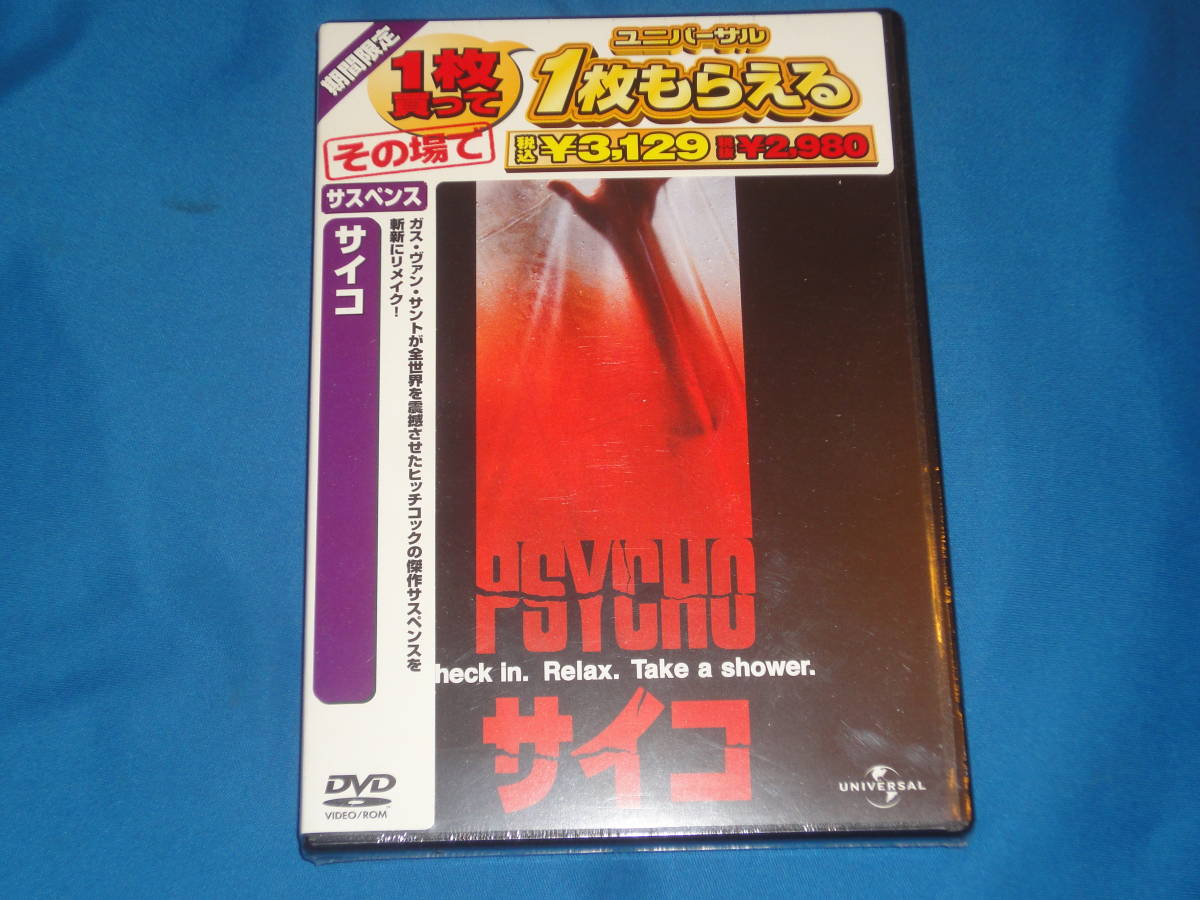 期間限定
1枚
買って
その場で
ユニバーサル
1枚もらえる
税込 ¥3,129 税抜 ¥2,980
サスペンス
サイコ
ガス・ヴァン・サントが全世界を震撼させたヒッチコックの傑作サスペンスを
斬新にリメイク!
PSYCHO
heck in. Relax. Take a shower.
サイコ
DVD
VIDEO/ROM
UNIVERSAL